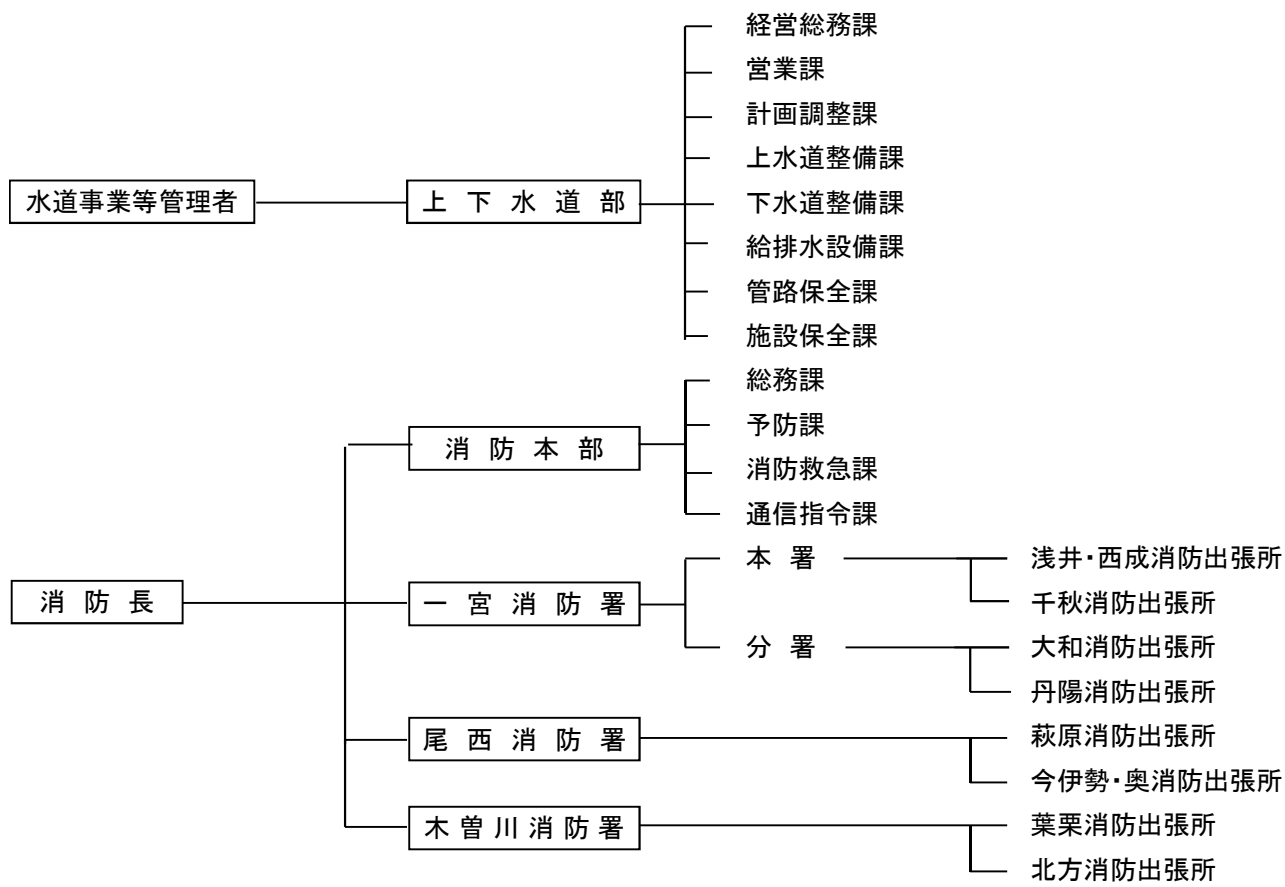 経営総務課
営業課
計画調整課
上水道整備課
水道事業等管理者 上下水道部 下水道整備課
給排水設備課
管路保全課
施設保全課
総務課
予防課
消防本部
消防救急課
通信指令課
本署 浅井・西成消防出張所
消防長 一宮消防署 千秋消防出張所
分署 大和消防出張所
丹陽消防出張所
尾西消防署 萩原消防出張所
今伊勢・奥消防出張所
木曽川消防署 葉栗消防出張所
北方消防出張所